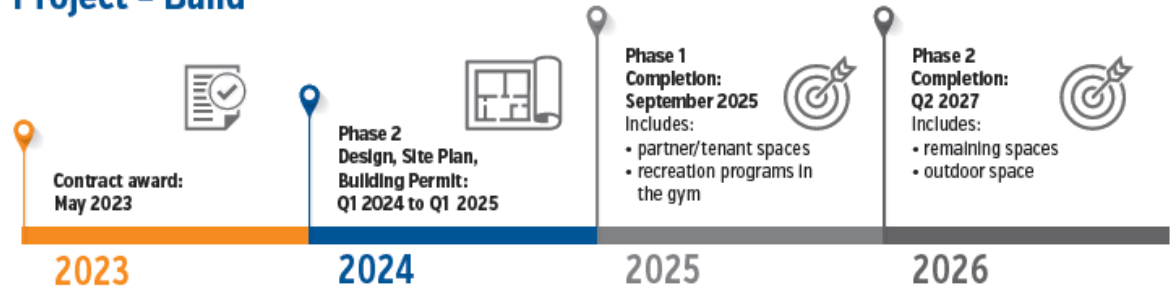 Project – Build
Contract award:
May 2023
Phase 2
Design, Site Plan,
Building Permit:
Q1 2024 to Q1 2025
Phase 1
Completion:
September 2025
Includes:
• partner/tenant spaces
• recreation programs in
the gym
Phase 2
Completion:
Q2 2027
Includes:
• remaining spaces
• outdoor space
2023
2024
2025
2026